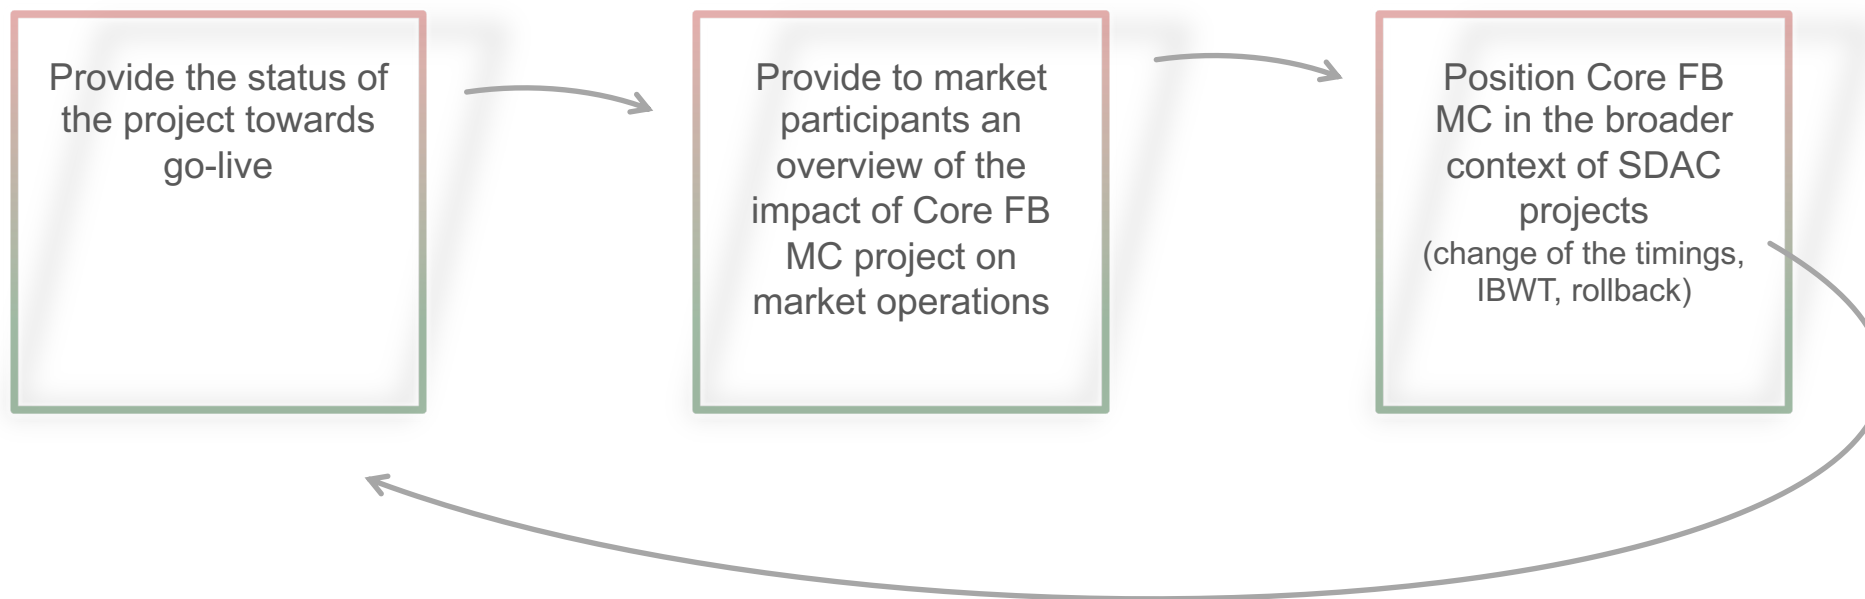 Provide the status of
the project towards
go-live
Provide to market
participants an
overview of the
impact of Core FB
MC project on
market operations
Position Core FB
MC in the broader
context of SDAC
projects
(change of the timings,
IBWT, rollback)